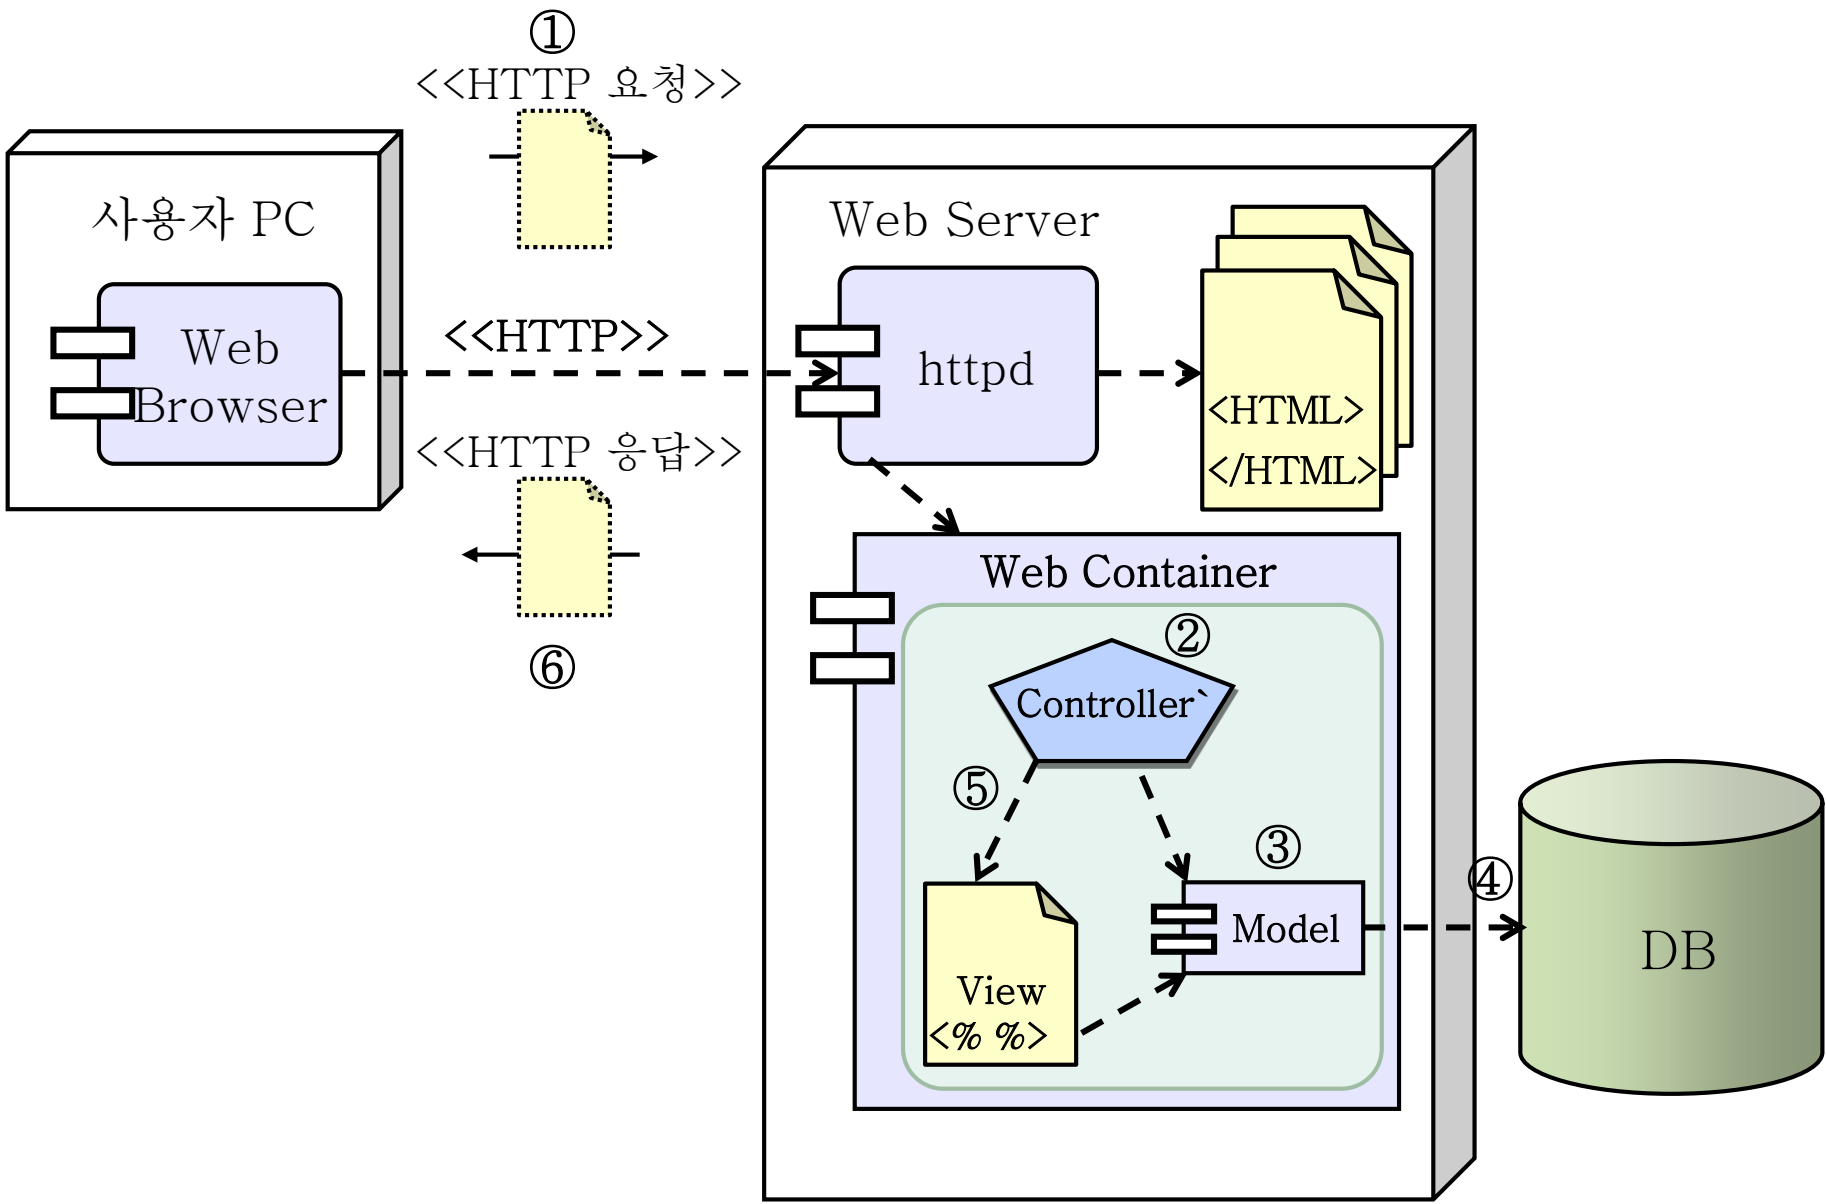 ①
<<HTTP 요청>>
사용자 PC
Web
Browser
<<HTTP>>
<<HTTP 응답>>
⑥
Web Server
httpd
<HTML>
</HTML>
Web Container
②
Controller`
⑤
③
④
Model
View
<% %>
DB